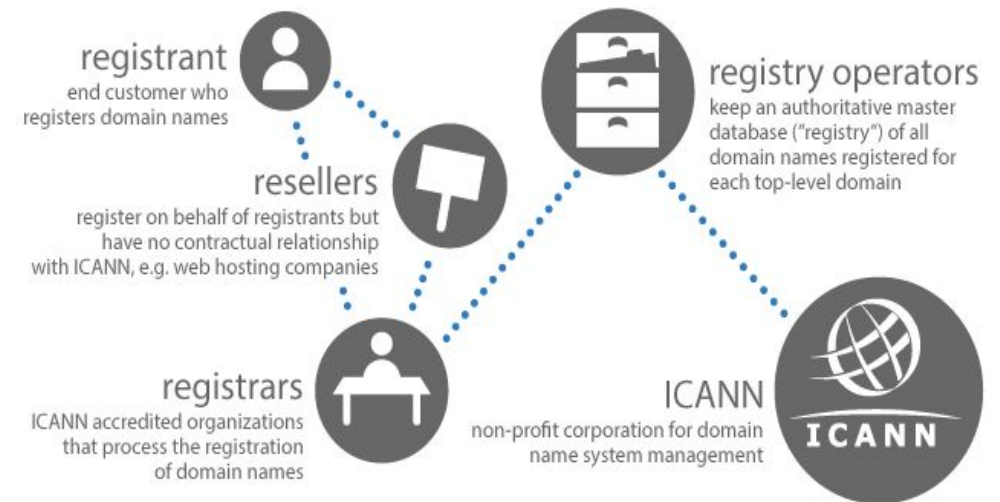 registrant
end customer who
registers domain names
resellers
register on behalf of registrants but
have no contractual relationship
with ICANN, e.g. web hosting companies
registrars
ICANN accredited organizations
that process the registration
of domain names
registry operators
keep an authoritative master
database ("registry") of all
domain names registered for
each top-level domain
ICANN
non-profit corporation for domain
name system management
ICANN